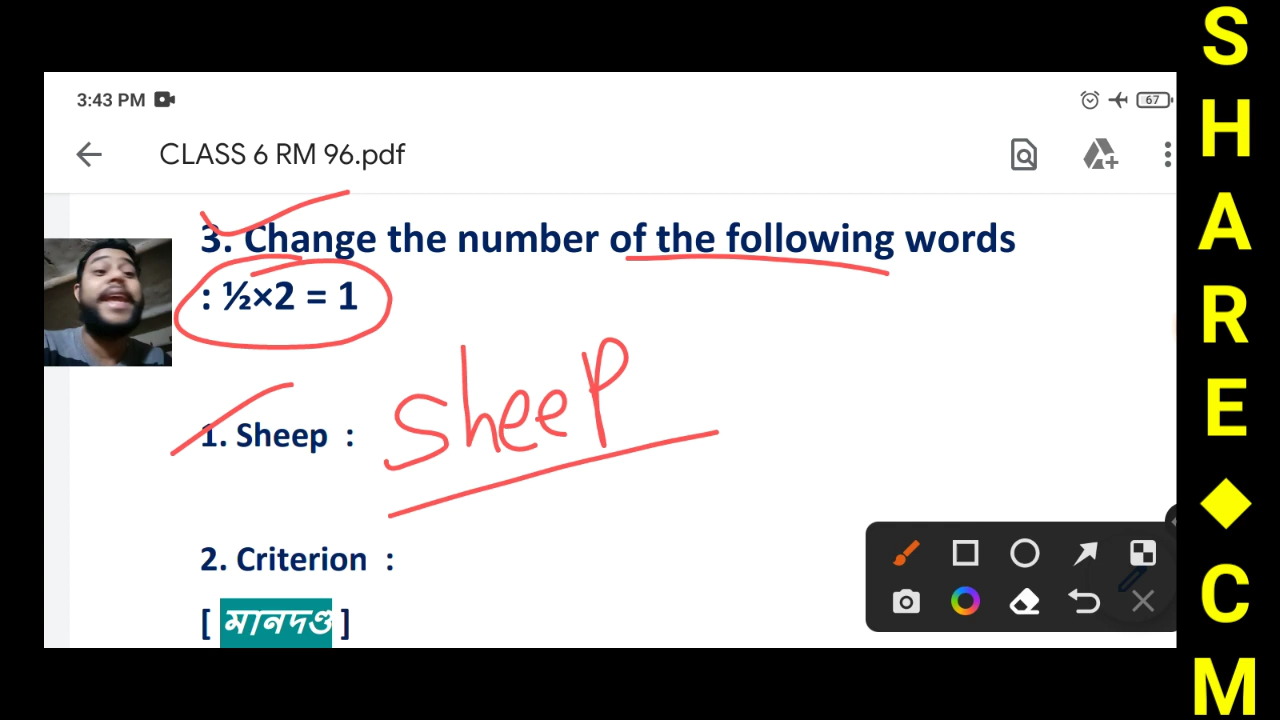 3:43 PM
67
CLASS 6 RM 96.pdf
3. Change the number of the following words
: ½×2 = 1
1. Sheep :
sheep
2. Criterion :
[ মানদণ্ড ]
SHARE◆CM